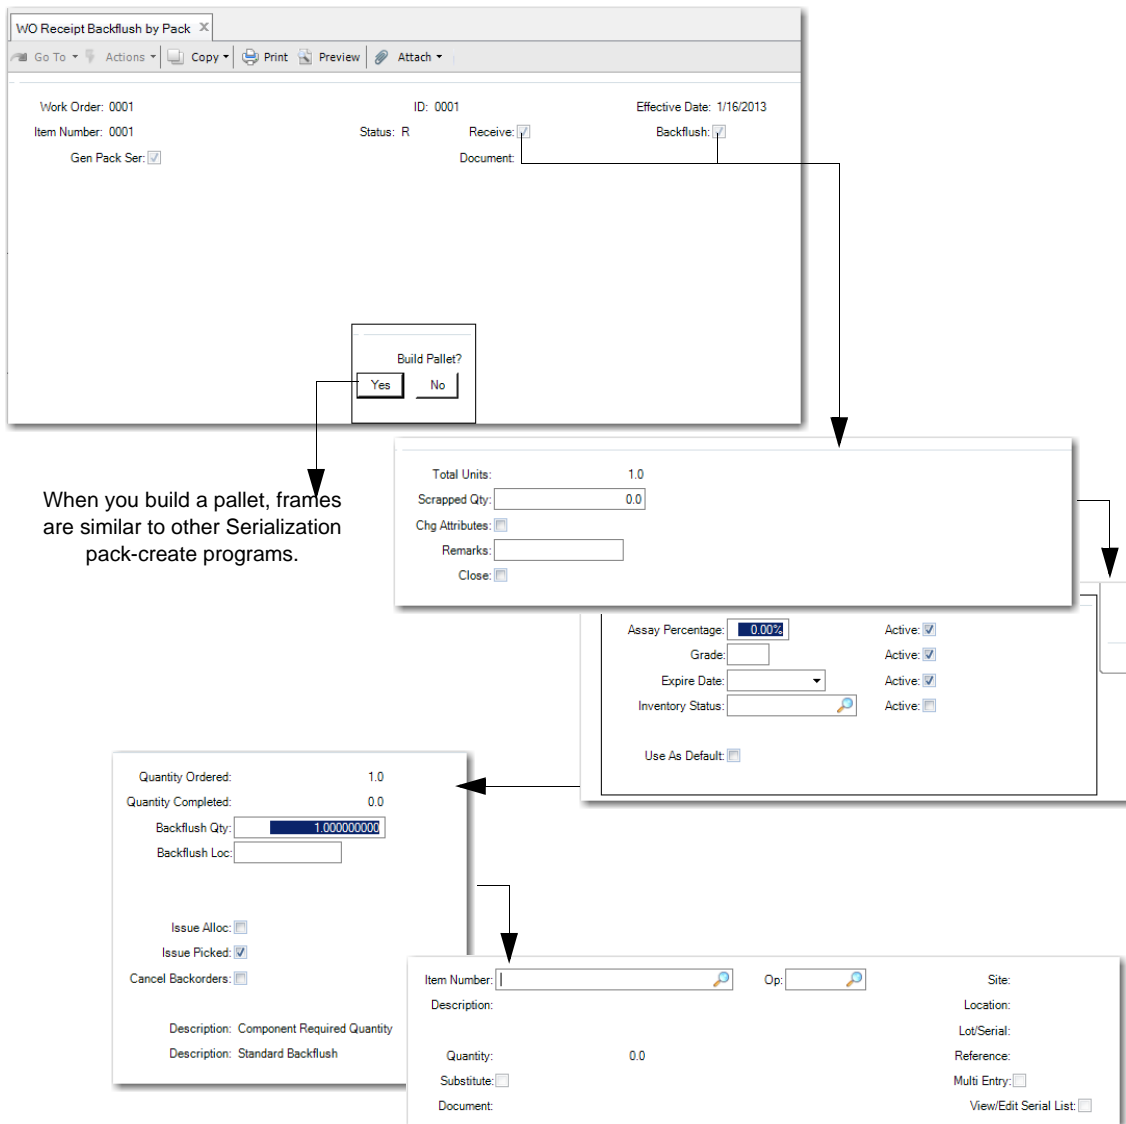 WO Receipt Backflush by Pack X
Go To Actions Copy Print Preview Attach
Work Order: 0001 ID: 0001 Effective Date: 1/16/2013
Item Number: 0001 Status: R Receive: Backflush:
Gen Pack Ser: Document:
Build Pallet?
Yes No
When you build a pallet, frames
are similar to other Serialization
pack-create programs.
Total Units: 1.0
Scrapped Qty: 0.0
Chg Attributes:
Remarks:
Close:
Assay Percentage: 0.00% Active:
Grade: Active:
Expire Date: Active:
Inventory Status: Active:
Use As Default:
Quantity Ordered: 1.0
Quantity Completed: 0.0
Backflush Qty: 1.000000000
Backflush Loc:
Issue Alloc:
Issue Picked:
Cancel Backorders:
Description: Component Required Quantity
Description: Standard Backflush
Item Number: Op: Site:
Description: Location:
Lot/Serial:
Quantity: 0.0 Reference:
Substitute: Multi Entry:
Document: View/Edit Serial List: